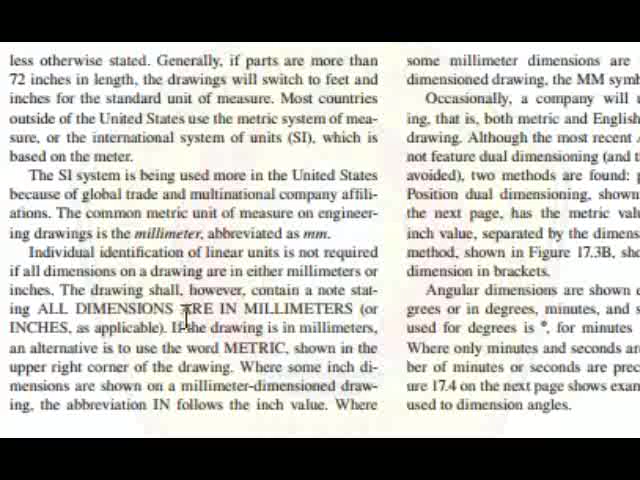 less otherwise stated. Generally, if parts are more than
72 inches in length, the drawings will switch to feet and
inches for the standard unit of measure. Most countries
outside of the United States use the metric system of mea-
sure, or the international system of units (SI), which is
based on the meter.
The SI system is being used more in the United States
because of global trade and multinational company affili-
ations. The common metric unit of measure on engineer-
ing drawings is the millimeter, abbreviated as mm.
Individual identification of linear units is not required
if all dimensions on a drawing are in either millimeters or
inches. The drawing shall, however, contain a note stat-
ing ALL DIMENSIONS ARE IN MILLIMETERS (or
INCHES, as applicable). If the drawing is in millimeters,
an alternative is to use the word METRIC, shown in the
upper right corner of the drawing. Where some inch di-
mensions are shown on a millimeter-dimensioned draw-
ing, the abbreviation IN follows the inch value. Where
some millimeter dimensions are
dimensioned drawing, the MM symb
Occasionally, a company will u
ing, that is, both metric and English
drawing. Although the most recent A
not feature dual dimensioning (and t
avoided), two methods are found: p
Position dual dimensioning, shown
the next page, has the metric valu
inch value, separated by the dimens
method, shown in Figure 17.3B, sho
dimension in brackets.
Angular dimensions are shown e
grees or in degrees, minutes, and s
used for degrees is °, for minutes
Where only minutes and seconds are
ber of minutes or seconds are prec
ure 17.4 on the next page shows exam
used to dimension angles.